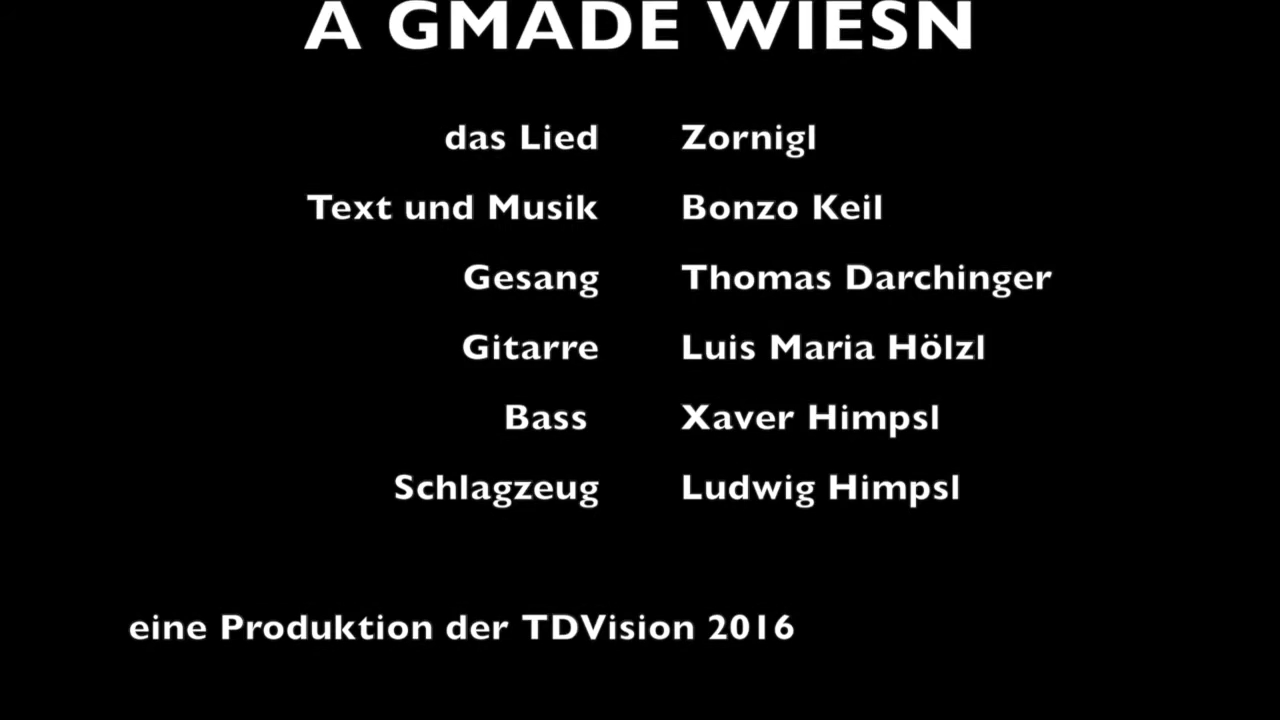 A GMADE WIESN
das Lied Zornigl
Text und Musik Bonzo Keil
Gesang Thomas Darchinger
Gitarre Luis Maria Hölzl
Bass Xaver Himpsl
Schlagzeug Ludwig Himpsl
eine Produktion der TDVision 2016